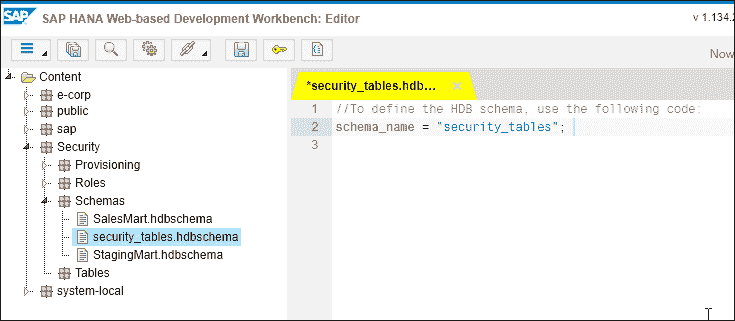 SAP SAP HANA Web-based Development Workbench: Editor
v 1.134.2
Now
Content
e-corp
public
sap
Security
Provisioning
Roles
Schemas
SalesMart.hdbschema
security_tables.hdbschema
StagingMart.hdbschema
Tables
system-local
*security_tables.hdb...
1 //To define the HDB schema, use the following code:
2 schema_name = "security_tables";
3